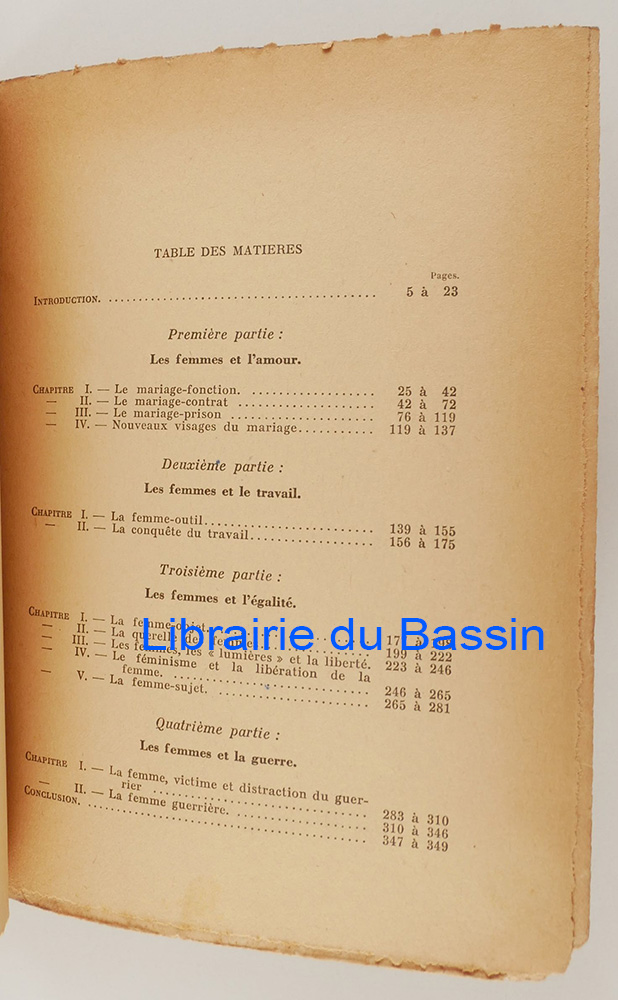 TABLE DES MATIERES
Pages.
INTRODUCTION. 5 à 23
Première partie :
Les femmes et l'amour.
CHAPITRE I. — Le mariage-fonction. 25 à 42
— II. — Le mariage-contrat 42 à 72
— III. — Le mariage-prison 76 à 119
— IV. — Nouveaux visages du mariage 119 à 137
Deuxième partie :
Les femmes et le travail.
CHAPITRE I. — La femme-outil 139 à 155
— II. — La conquête du travail 156 à 175
Troisième partie :
Les femmes et l'égalité.
CHAPITRE I. — La femme-objet
— II. — La querelle des 199 à 222
— III. — Les femmes, les « lumières » et la liberté. 223 à 246
— IV. — Le féminisme et la libération de la
femme. 246 à 265
— V. — La femme-sujet. 265 à 281
Librairie du Bassin
Quatrième partie :
Les femmes et la guerre.
CHAPITRE I. — La femme, victime et distraction du guer-
rier 283 à 310
— II. — La femme guerrière. 310 à 346
CONCLUSION. 347 à 349